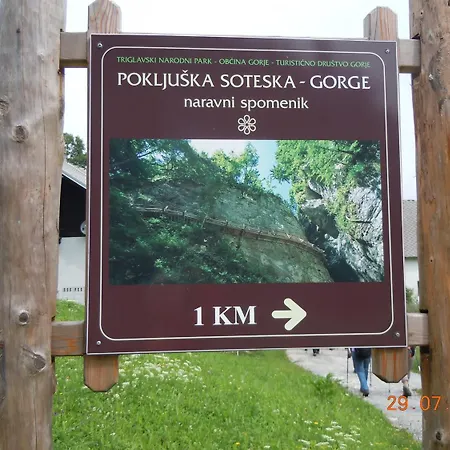 TRIGLAVSKI NARODNI PARK - OBČINA GORJE - TURISTIČNO DRUŠTVO GORJE
POKLJUŠKA SOTESKA - GORGE
naravni spomenik
1 KM
29.07.